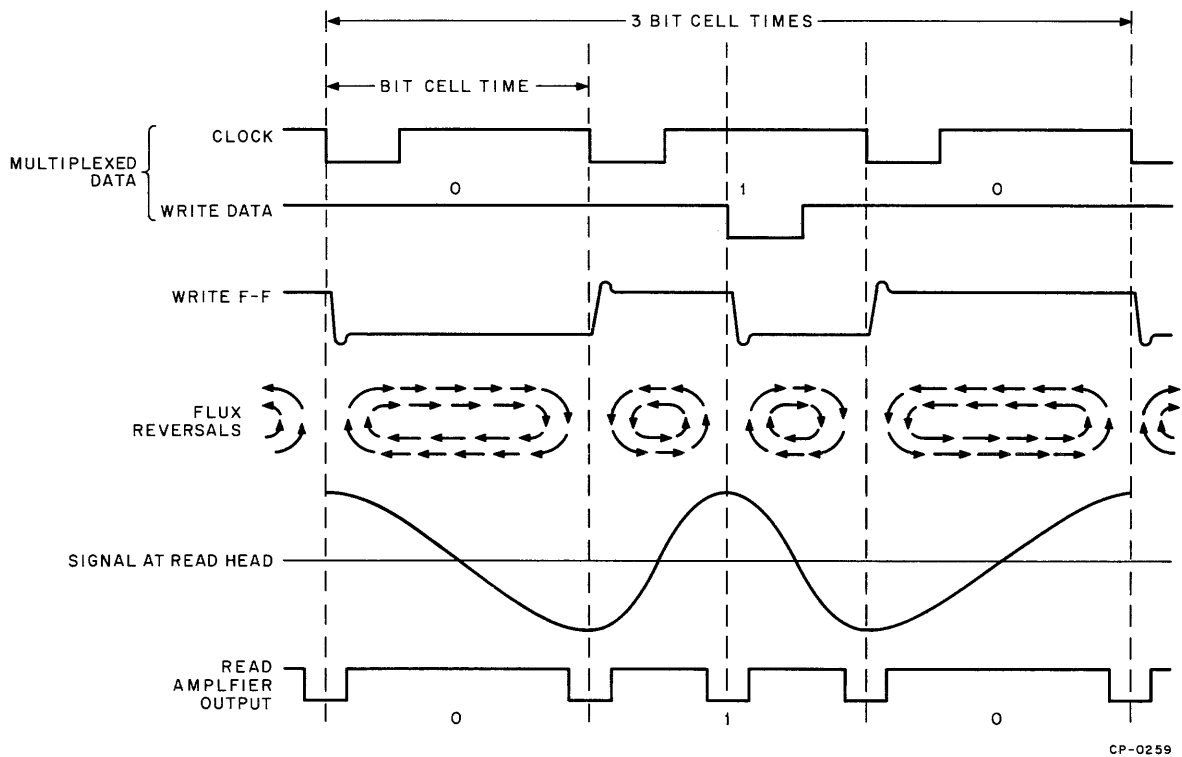 3 BIT CELL TIMES
BIT CELL TIME
CLOCK
MULTIPLEXED
DATA
0 1 0
WRITE DATA
WRITE F-F
FLUX
REVERSALS
SIGNAL AT READ HEAD
READ
AMPLFIER
OUTPUT
0 1 0
CP-0259